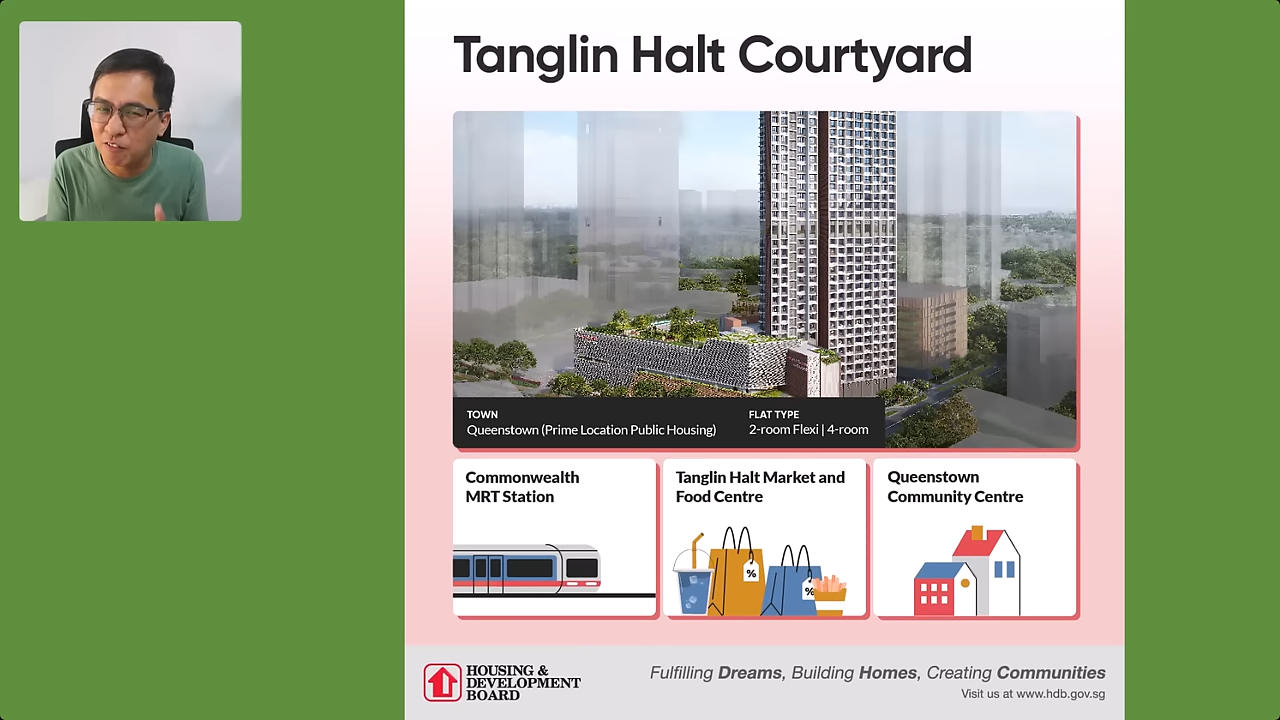 Tanglin Halt Courtyard
TOWN
Queenstown (Prime Location Public Housing)
FLAT TYPE
2-room Flexi | 4-room
Commonwealth
MRT Station
Tanglin Halt Market and
Food Centre
%
%
Queenstown
Community Centre
HOUSING &
DEVELOPMENT
BOARD
Fulfilling Dreams, Building Homes, Creating Communities
Visit us at www.hdb.gov.sg